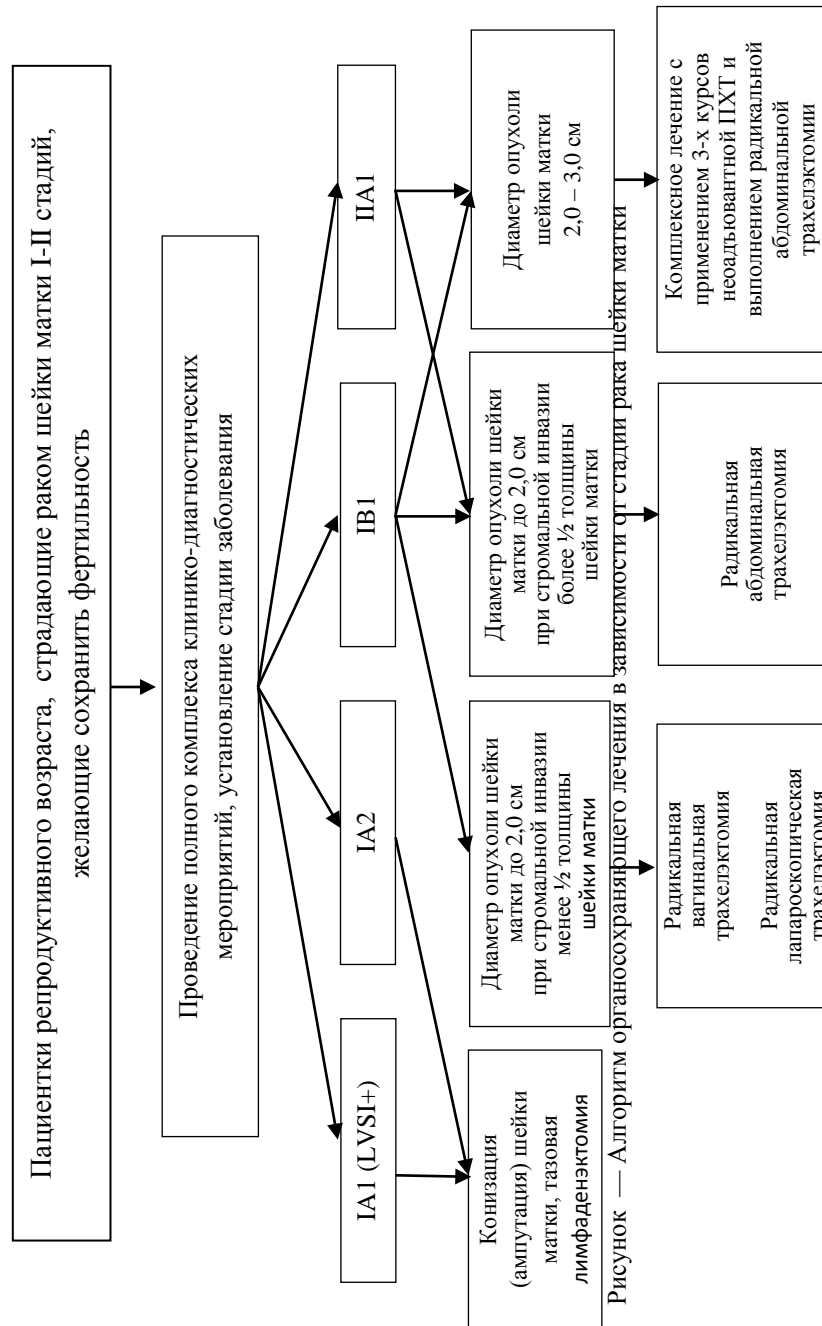 Пациентки репродуктивного возраста, страдающие раком шейки матки I-II стадий,
желающие сохранить фертильность
Проведение полного комплекса клинико-диагностических
мероприятий, установление стадии заболевания
IA1 (LVSI+)
IA2
IB1
IIA1
Конизация
(ампутация) шейки
матки, тазовая
лимфаденэктомия
Диаметр опухоли шейки
матки до 2,0 см
при стромальной инвазии
менее ½ толщины
шейки матки
Диаметр опухоли шейки
матки до 2,0 см
при стромальной инвазии
более ½ толщины
шейки матки
Диаметр опухоли
шейки матки
2,0 – 3,0 см
Рисунок — Алгоритм органосохраняющего лечения в зависимости от стадии рака шейки матки
Радикальная
вагинальная
трахелэктомия
Радикальная
лапароскопическая
трахелэктомия
Радикальная
абдоминальная
трахелэктомия
Комплексное лечение с
применением 3-х курсов
неоадъювантной ПХТ и
выполнением радикальной
абдоминальной
трахелэктомии